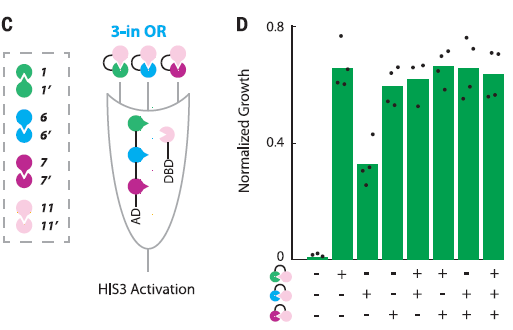 C
3-in OR
1
1′
6
6′
7
7′
11
11′
AD
DBD
HIS3 Activation
D
Normalized Growth
0.8
0.4
0
- + - - + + - +
- - + - + - + +
- - - + - + + +